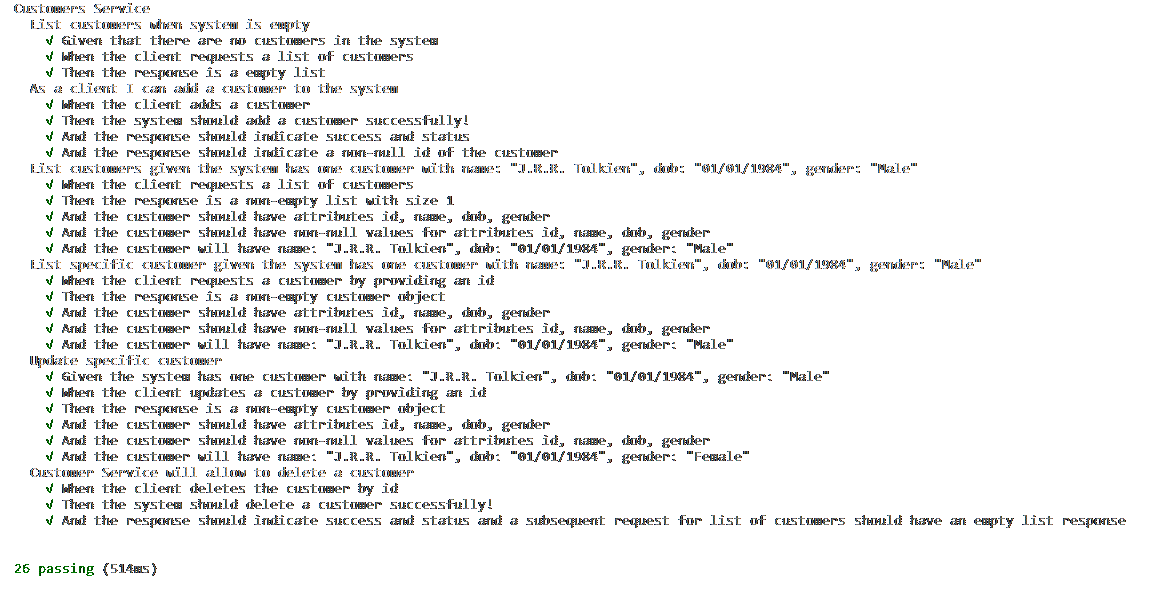 Customers Service
List customers when system is empty
√ Given that there are no customers in the system
√ When the client requests a list of customers
√ Then the response is a empty list
As a client I can add a customer to the system
√ When the client adds a customer
√ Then the system should add a customer successfully!
√ And the response should indicate success and status
√ And the response should indicate a non-null id of the customer
List customers given the system has one customer with name: "J.R.R. Tolkien", dob: "01/01/1984", gender: "Male"
√ When the client requests a list of customers
√ Then the response is a non-empty list with size 1
√ And the customer should have attributes id, name, dob, gender
√ And the customer should have non-null values for attributes id, name, dob, gender
√ And the customer will have name: "J.R.R. Tolkien", dob: "01/01/1984", gender: "Male"
List specific customer given the system has one customer with name: "J.R.R. Tolkien", dob: "01/01/1984", gender: "Male"
√ When the client requests a customer by providing an id
√ Then the response is a non-empty customer object
√ And the customer should have attributes id, name, dob, gender
√ And the customer should have non-null values for attributes id, name, dob, gender
√ And the customer will have name: "J.R.R. Tolkien", dob: "01/01/1984", gender: "Male"
Update specific customer
√ Given the system has one customer with name: "J.R.R. Tolkien", dob: "01/01/1984", gender: "Male"
√ When the client updates a customer by providing an id
√ Then the response is a non-empty customer object
√ And the customer should have attributes id, name, dob, gender
√ And the customer should have non-null values for attributes id, name, dob, gender
√ And the customer will have name: "J.R.R. Tolkien", dob: "01/01/1984", gender: "Female"
Customer Service will allow to delete a customer
√ When the client deletes the customer by id
√ Then the system should delete a customer successfully!
√ And the response should indicate success and status and a subsequent request for list of customers should have an empty list response
26 passing (514ms)